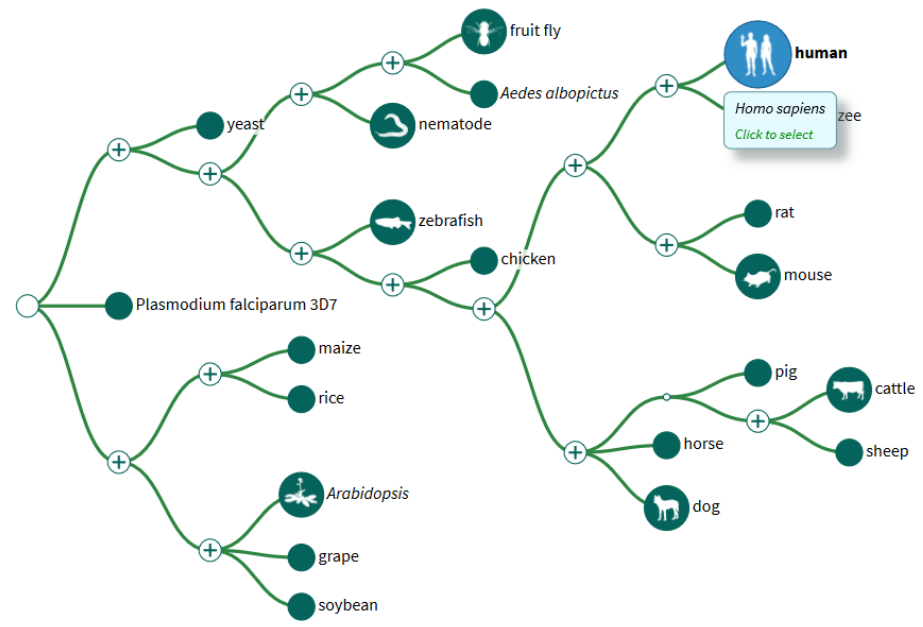 fruit fly
human
Aedes albopictus
Homo sapiens
zee
yeast
nematode
Click to select
rat
zebrafish
chicken
mouse
Plasmodium falciparum 3D7
maize
pig
cattle
rice
horse
sheep
Arabidopsis
dog
grape
soybean